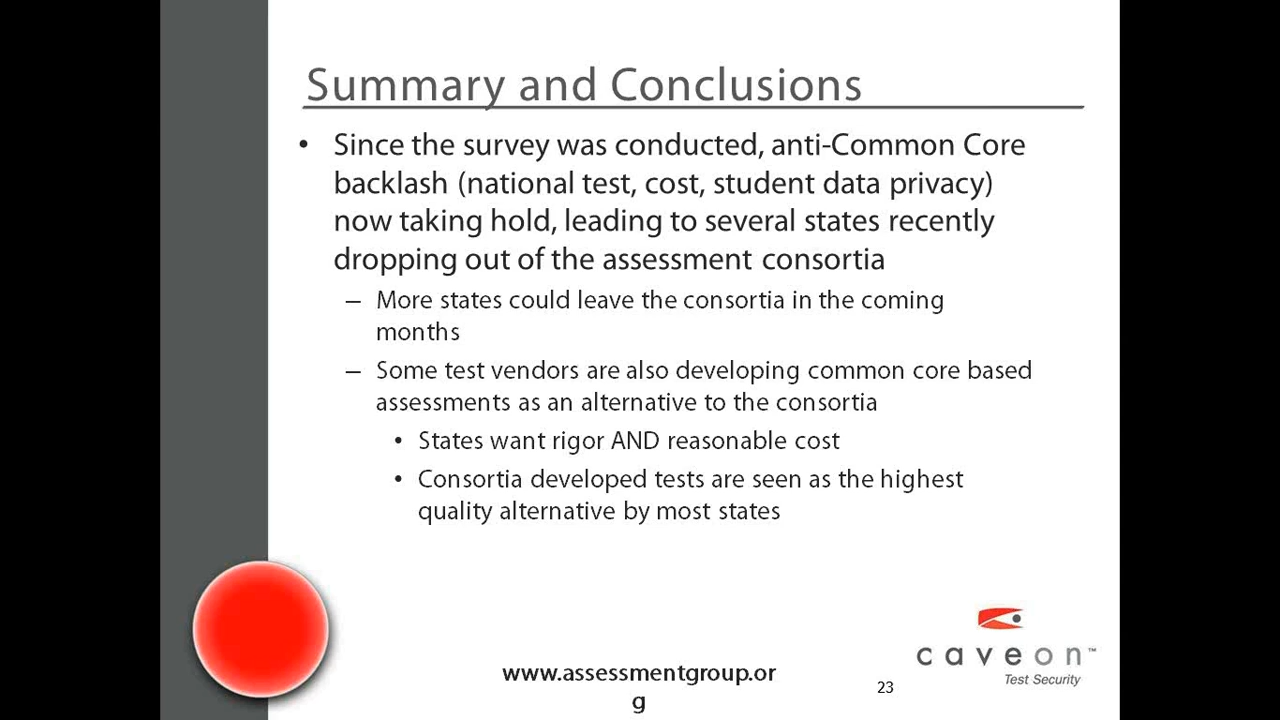 Summary and Conclusions
• Since the survey was conducted, anti-Common Core
backlash (national test, cost, student data privacy)
now taking hold, leading to several states recently
dropping out of the assessment consortia
– More states could leave the consortia in the coming
months
– Some test vendors are also developing common core based
assessments as an alternative to the consortia
• States want rigor AND reasonable cost
• Consortia developed tests are seen as the highest
quality alternative by most states
caveon™
Test Security
www.assessmentgroup.or
g
23